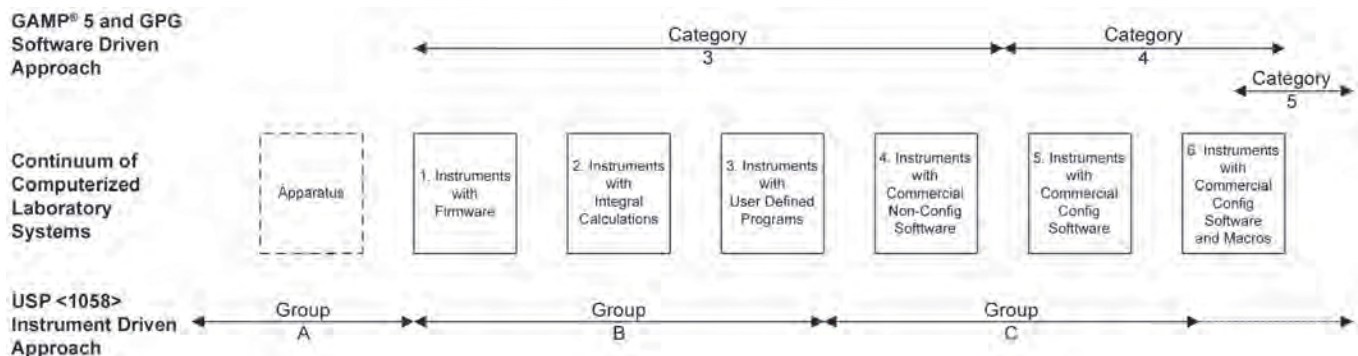 GAMP® 5 and GPG
Software Driven
Approach
Category
3
Category
4
Category
5
Continuum of
Computerized
Laboratory
Systems
Apparatus
1. Instruments
with
Firmware
2. Instruments
with
Integral
Calculations
3. Instruments
with
User Defined
Programs
4. Instruments
with
Commercial
Non-Config
Softtware
5. Instruments
with
Commercial
Config
Softtware
6. Instruments
with
Commercial
Config
Software
and Macros
USP <1058>
Instrument Driven
Approach
Group
A
Group
B
Group
C